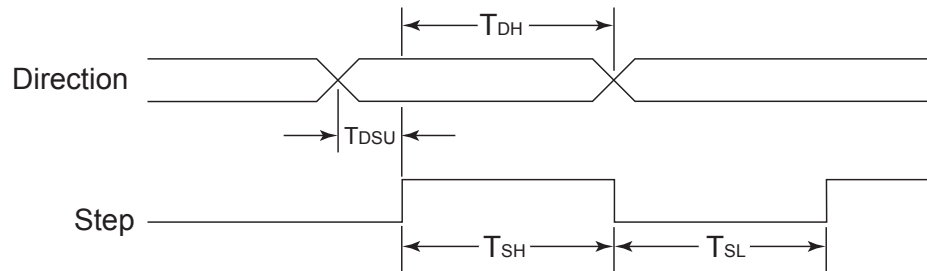 TDH
Direction
TDSU
Step
TSH
TSL